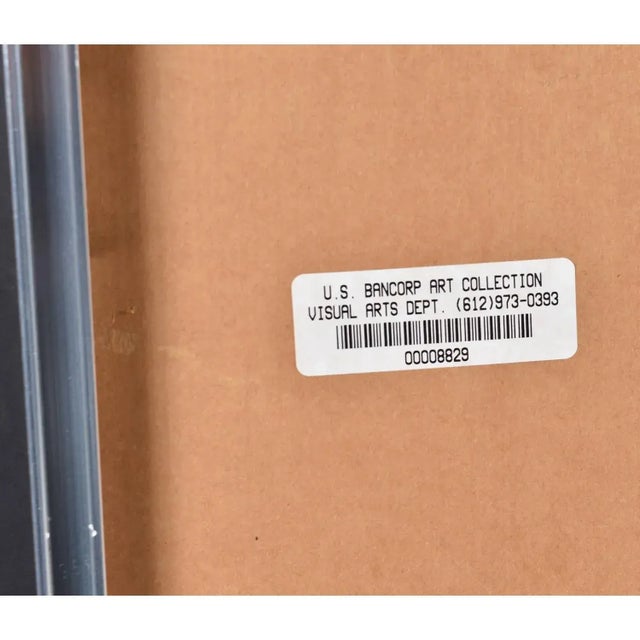 U.S. BANCORP ART COLLECTION
VISUAL ARTS DEPT. (612)973-0393
00008829